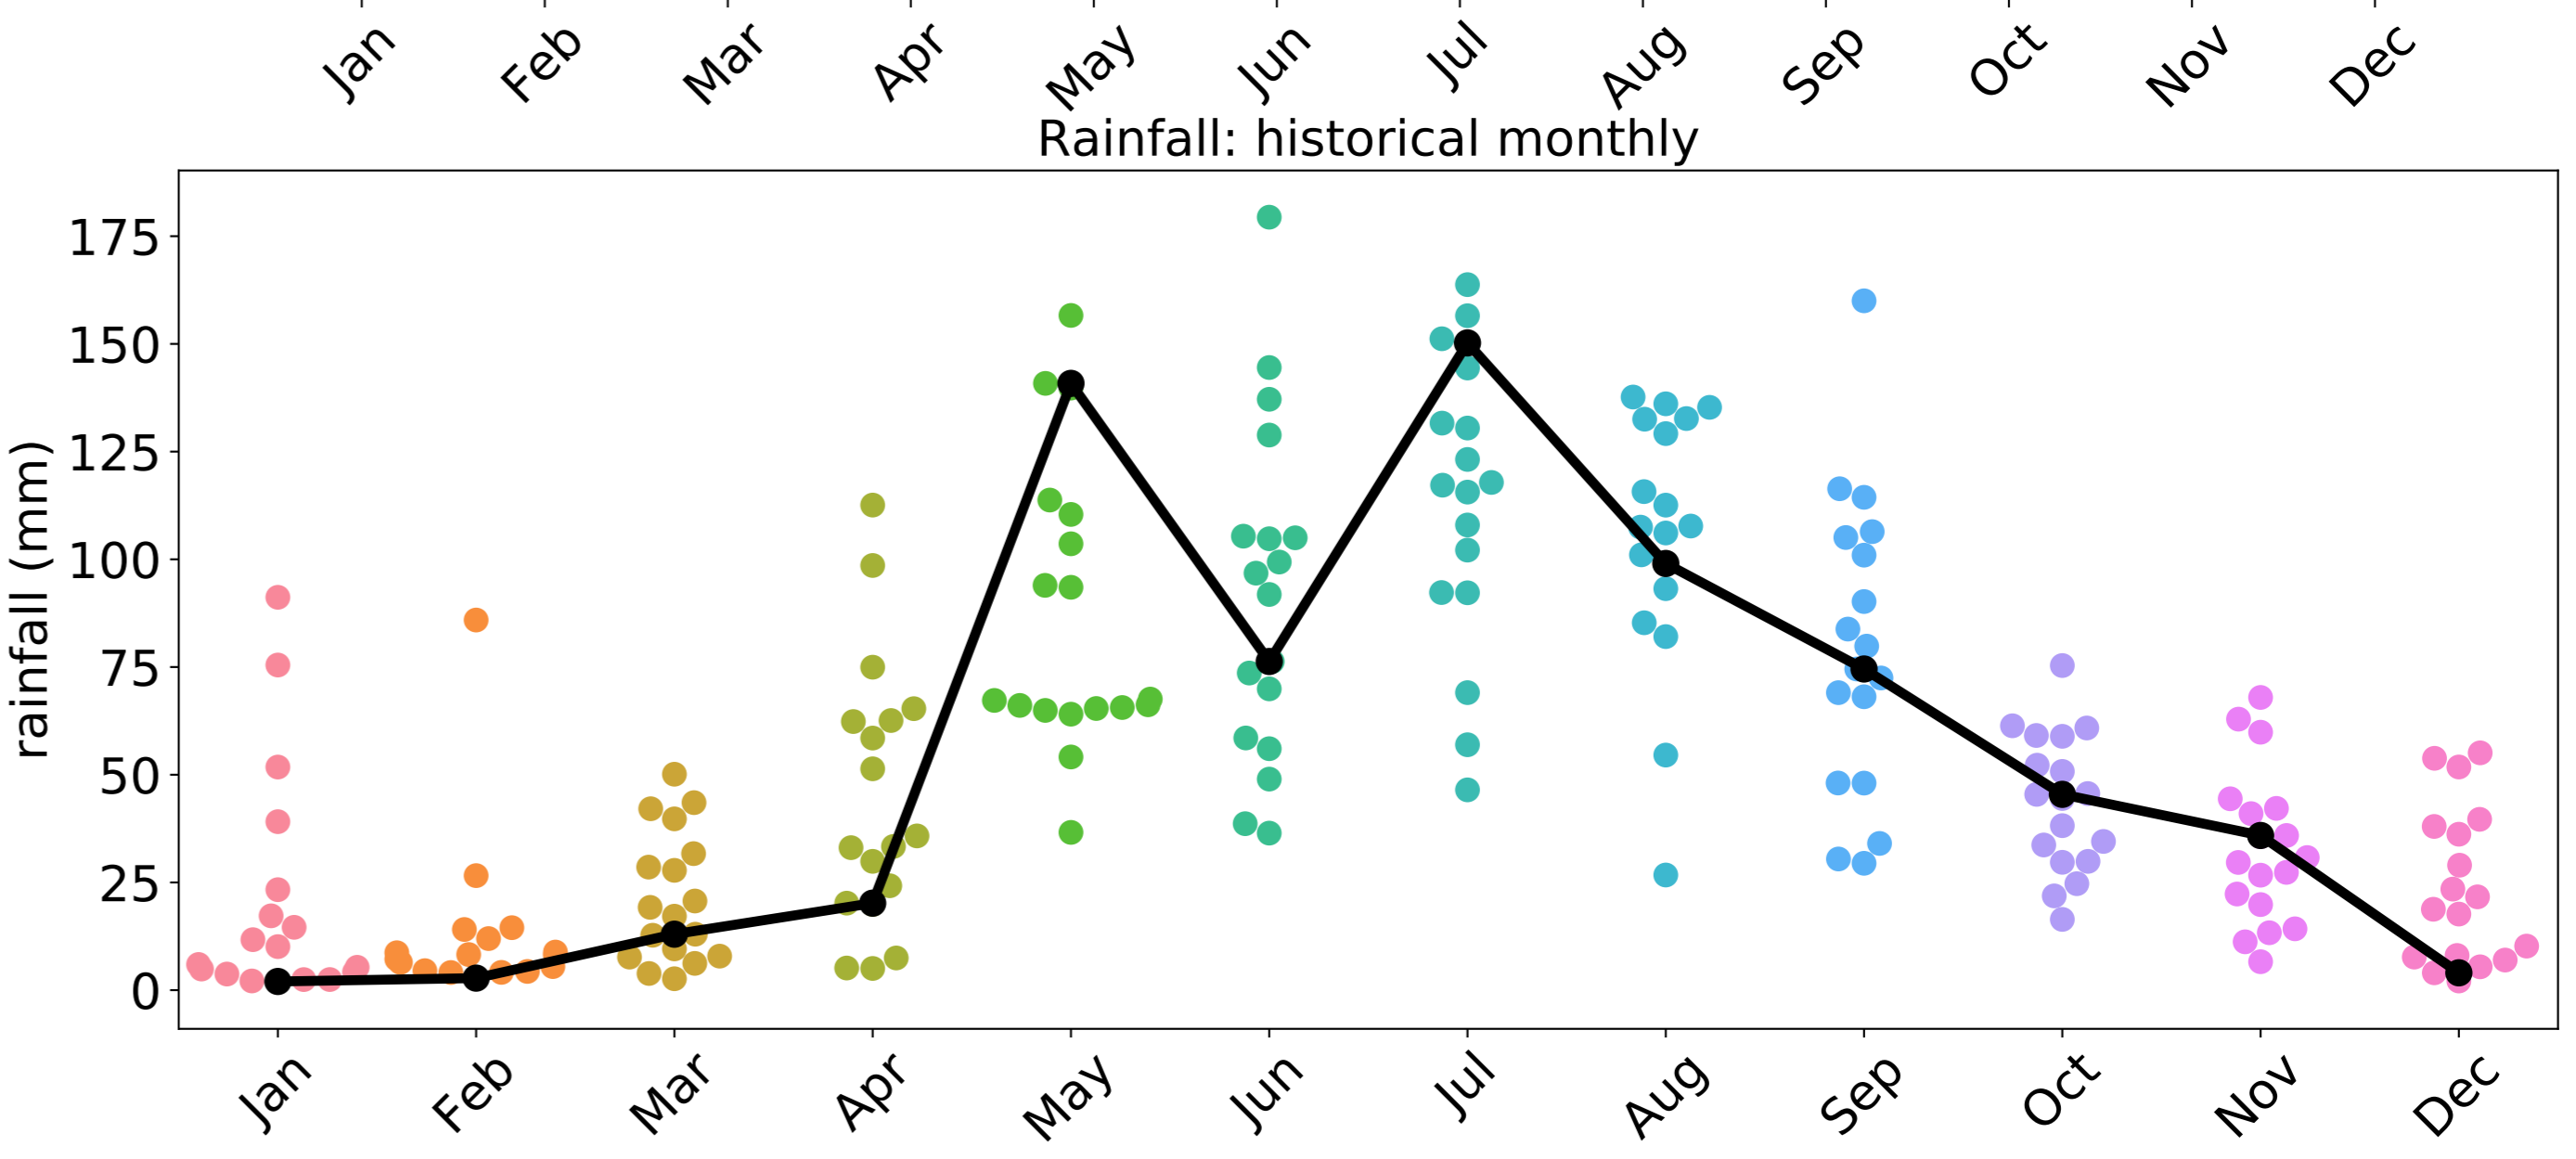 Jan Feb Mar Apr May Jun Jul Aug Sep Oct Nov Dec
Rainfall: historical monthly
175
150
125
100
75
50
25
0
rainfall (mm)
Jan Feb Mar Apr May Jun Jul Aug Sep Oct Nov Dec